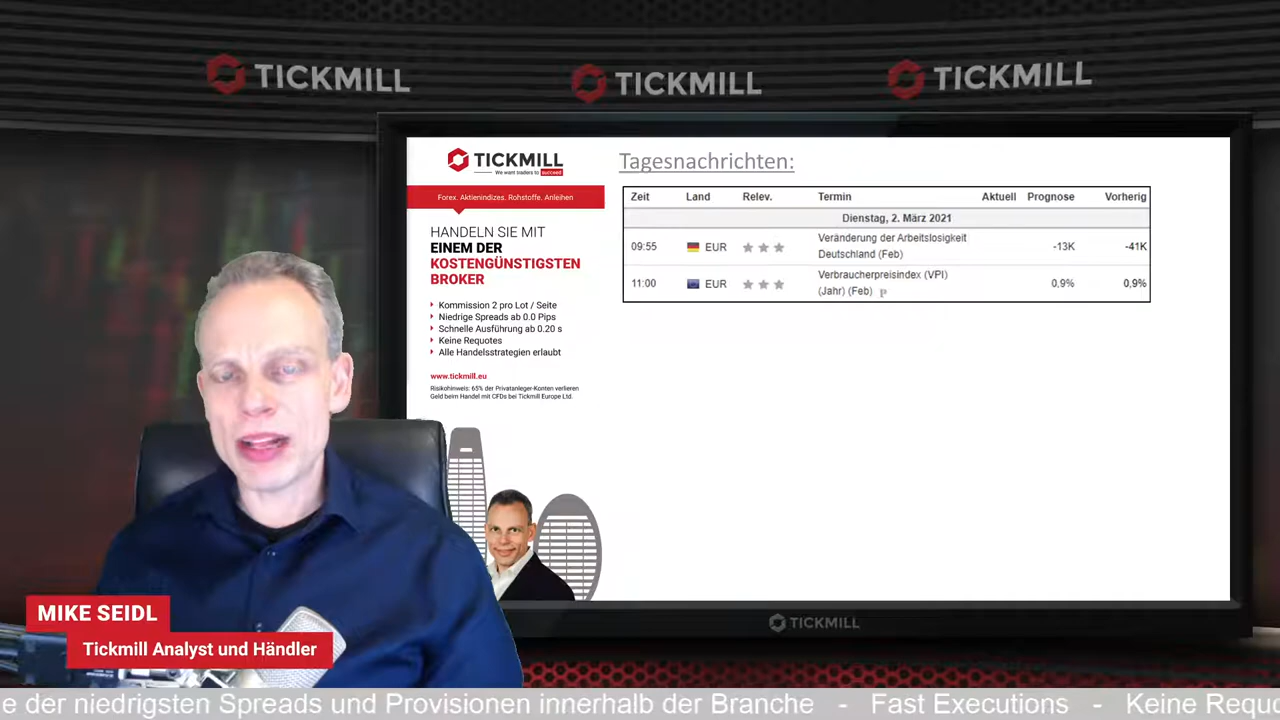 TICKMILL TICKMILL TICKMILL
TICKMILL
We want traders to succeed
Forex. Aktienindizes. Rohstoffe. Anleihen
HANDELN SIE MIT
EINEM DER
KOSTENGÜNSTIGSTEN
BROKER
Kommission 2 pro Lot / Seite
Niedrige Spreads ab 0.0 Pips
Schnelle Ausführung ab 0.20 s
Keine Requotes
Alle Handelsstrategien erlaubt
www.tickmill.eu
Risikohinweis: 65% der Privatanleger-Konten verlieren
Geld beim Handel mit CFDs bei Tickmill Europe Ltd.
Tagesnachrichten:
Zeit Land Relev. Termin Aktuell Prognose Vorherig
Dienstag, 2. März 2021
09:55 EUR Veränderung der Arbeitslosigkeit Deutschland (Feb) -13K -41K
11:00 EUR Verbraucherpreisindex (VPI) (Jahr) (Feb) P 0,9% 0,9%
TICKMILL
MIKE SEIDL
Tickmill Analyst und Händler
e der niedrigsten Spreads und Provisionen innerhalb der Branche - Fast Executions - Keine Requo